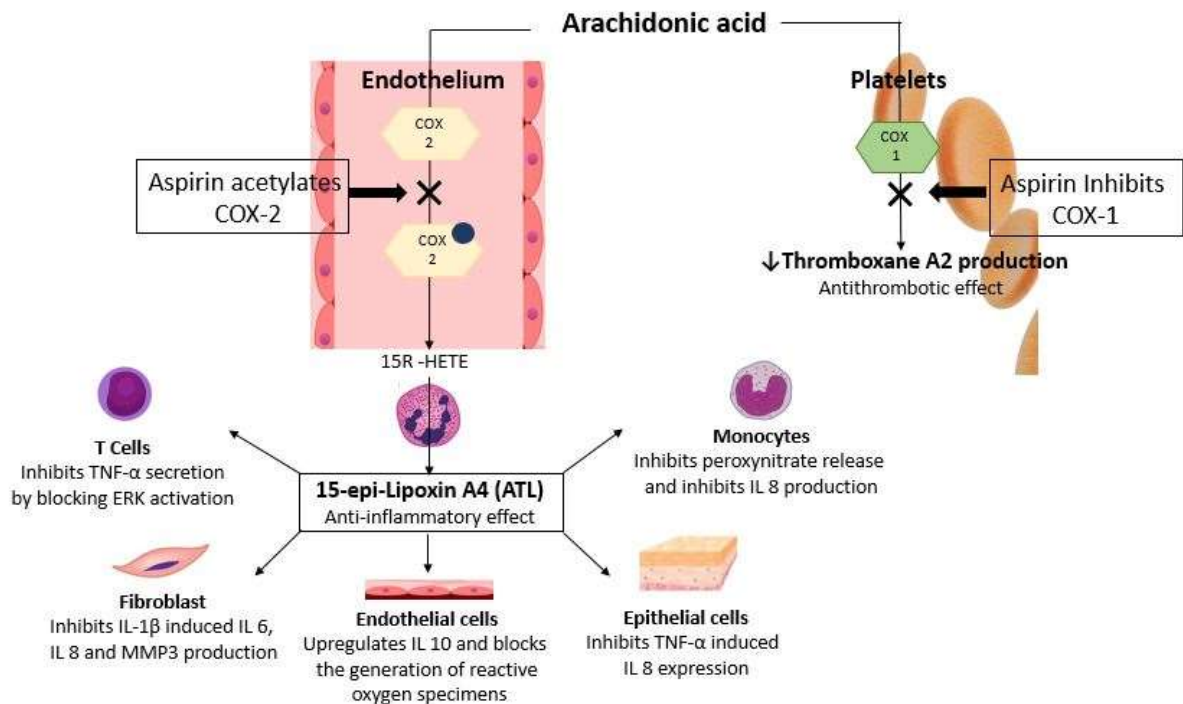 Arachidonic acid
Endothelium
COX
2
Aspirin acetylates
COX-2
COX
2
15R -HETE
Platelets
COX
1
Aspirin Inhibits
COX-1
↓Thromboxane A2 production
Antithrombotic effect
T Cells
Inhibits TNF-α secretion
by blocking ERK activation
Monocytes
Inhibits peroxynitrate release
and inhibits IL 8 production
15-epi-Lipoxin A4 (ATL)
Anti-inflammatory effect
Fibroblast
Inhibits IL-1β induced IL 6,
IL 8 and MMP3 production
Endothelial cells
Upregulates IL 10 and blocks
the generation of reactive
oxygen specimens
Epithelial cells
Inhibits TNF-α induced
IL 8 expression